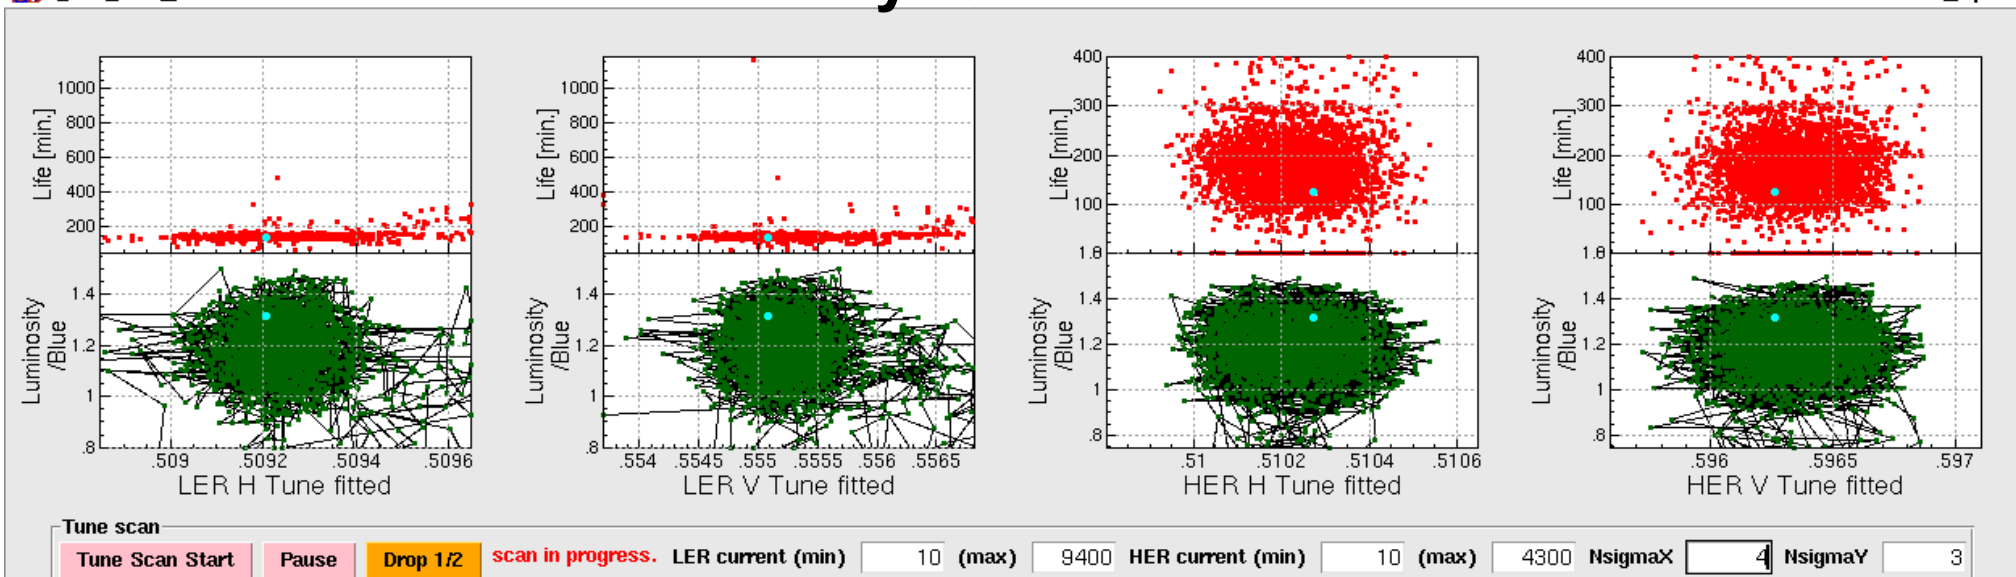 1000
800
600
400
200
Life [min.]
1.4
1.2
1
.8
Luminosity
/Blue
.509 .5092 .5094 .5096
LER H Tune fitted
1000
800
600
400
200
Life [min.]
1.4
1.2
1
.8
Luminosity
/Blue
.554 .5545 .555 .5555 .556 .5565
LER V Tune fitted
400
300
200
100
Life [min.]
1.4
1.2
1
.8
Luminosity
/Blue
.51 .5102 .5104 .5106
HER H Tune fitted
400
300
200
100
Life [min.]
1.4
1.2
1
.8
Luminosity
/Blue
.596 .5965 .597
HER V Tune fitted
Tune scan
Tune Scan Start Pause Drop 1/2 scan in progress. LER current (min) 10 (max) 9400 HER current (min) 10 (max) 4300 NsigmaX 4 NsigmaY 3